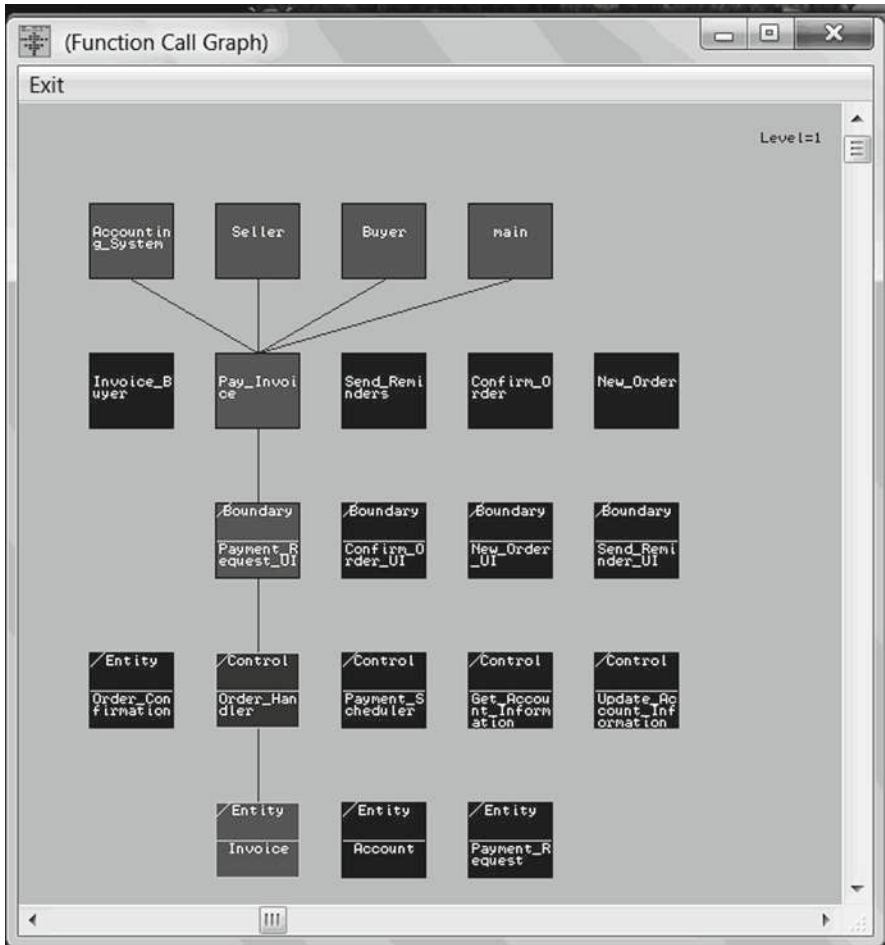 (Function Call Graph)
Exit
Level=1
Accountin
g_System
Seller
Buyer
main
Invoice_B
uyer
Pay_Invoi
ce
Send_Remi
nders
Confirm_O
rder
New_Order
/Boundary
Payment_R
equest_UI
/Boundary
Confirm_O
rder_UI
/Boundary
New_Order
_UI
/Boundary
Send_Remi
nder_UI
/Entity
Order_Con
firmation
/Control
Order_Han
dler
/Control
Payment_S
cheduler
/Control
Get_Accou
nt_Inform
ation
/Control
Update_Ac
count_Inf
ormation
/Entity
Invoice
/Entity
Account
/Entity
Payment_R
equest